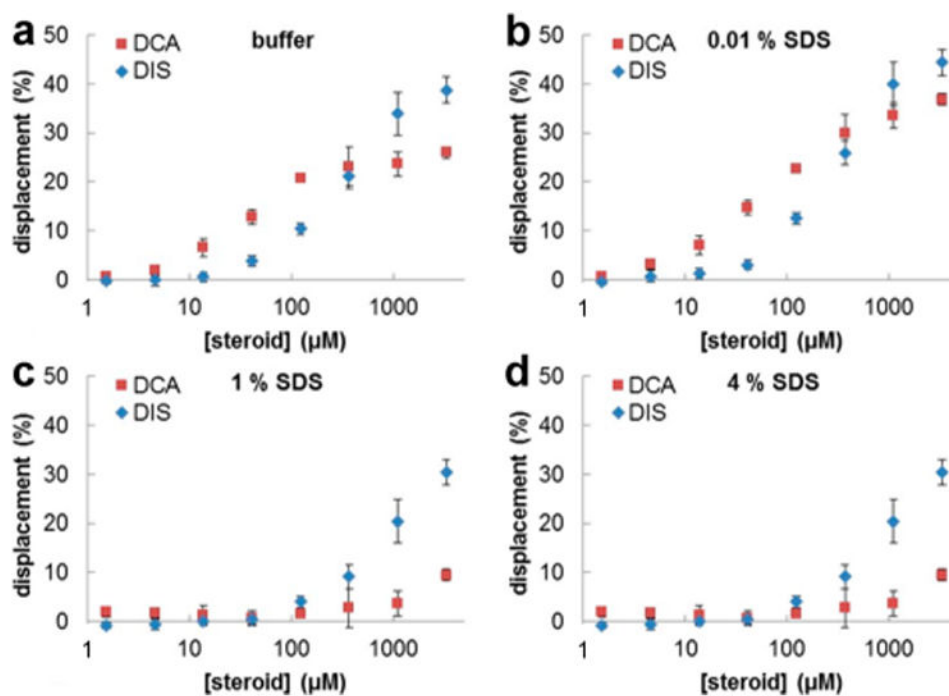 a
buffer
DCA
DIS
displacement (%)
50
40
30
20
10
0
1
10
100
1000
[steroid] (µM)
b
0.01 % SDS
DCA
DIS
displacement (%)
50
40
30
20
10
0
1
10
100
1000
[steroid] (µM)
c
1 % SDS
DCA
DIS
displacement (%)
50
40
30
20
10
0
1
10
100
1000
[steroid] (µM)
d
4 % SDS
DCA
DIS
displacement (%)
50
40
30
20
10
0
1
10
100
1000
[steroid] (µM)